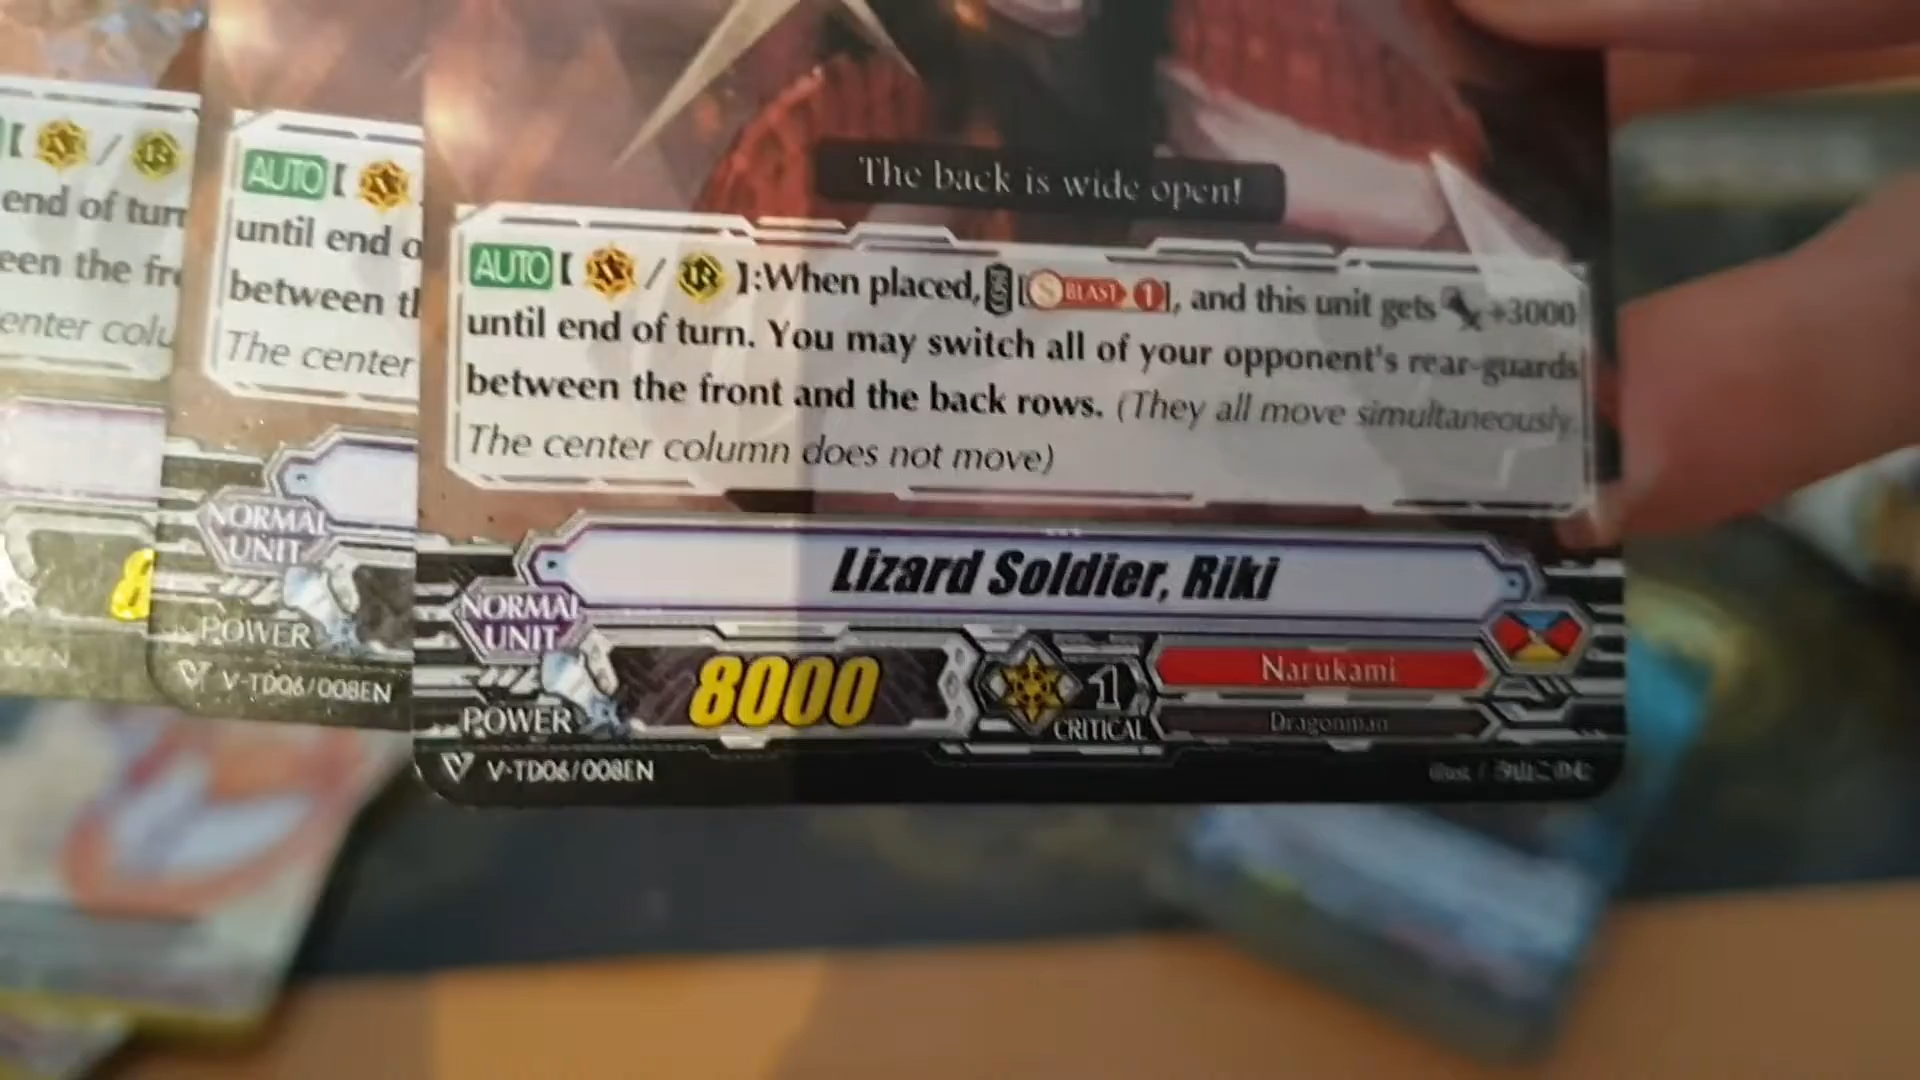 The back is wide open!
AUTO【 V / R 】:When placed, COST [S BLAST 1], and this unit gets +3000
until end of turn. You may switch all of your opponent's rear-guards
between the front and the back rows. (They all move simultaneously.
The center column does not move)
Lizard Soldier, Riki
NORMAL
UNIT
POWER 8000 1 CRITICAL
Narukami
Dragonman
V-TD06/008EN
AUTO【
until end o
between t
The center
NORMAL
UNIT
POWER
V-TD06/008EN
【 / R
end of turn
een the fr
enter colu
8